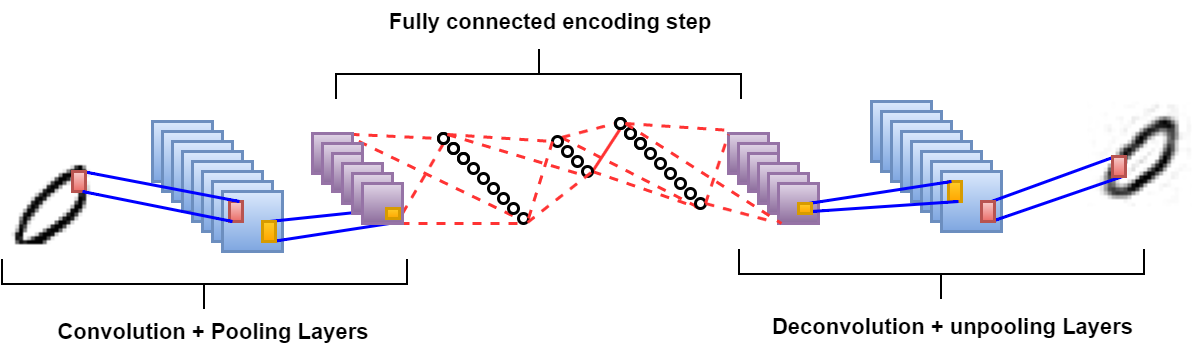 Fully connected encoding step
Convolution + Pooling Layers
Deconvolution + unpooling Layers